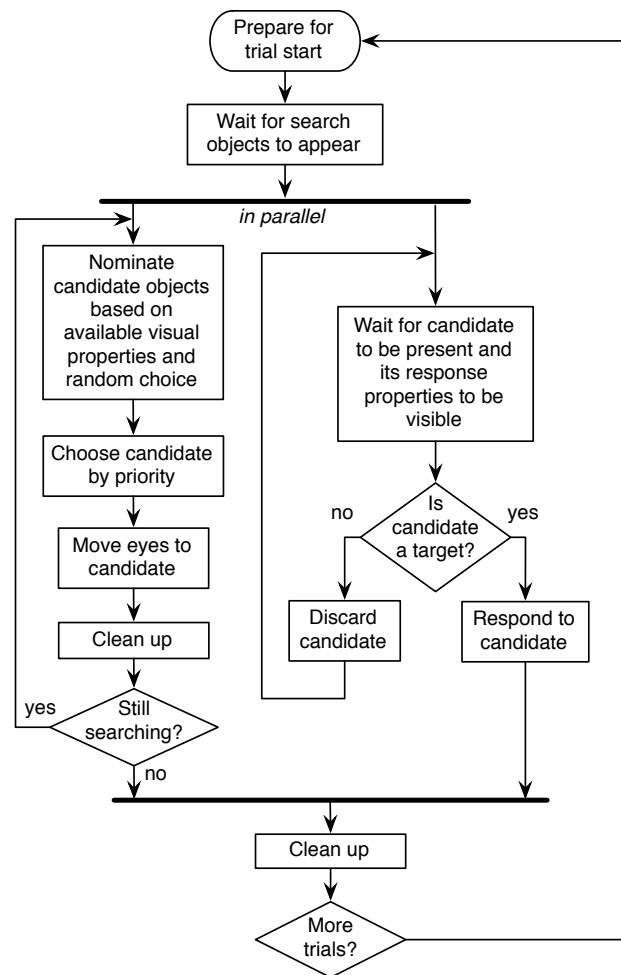 Prepare for
trial start
Wait for search
objects to appear
in parallel
Nominate
candidate objects
based on
available visual
properties and
random choice
Choose candidate
by priority
Move eyes to
candidate
Clean up
Still
searching?
yes
no
Wait for candidate
to be present and
its response
properties to be
visible
Is
candidate
a target?
no
yes
Discard
candidate
Respond to
candidate
Clean up
More
trials?